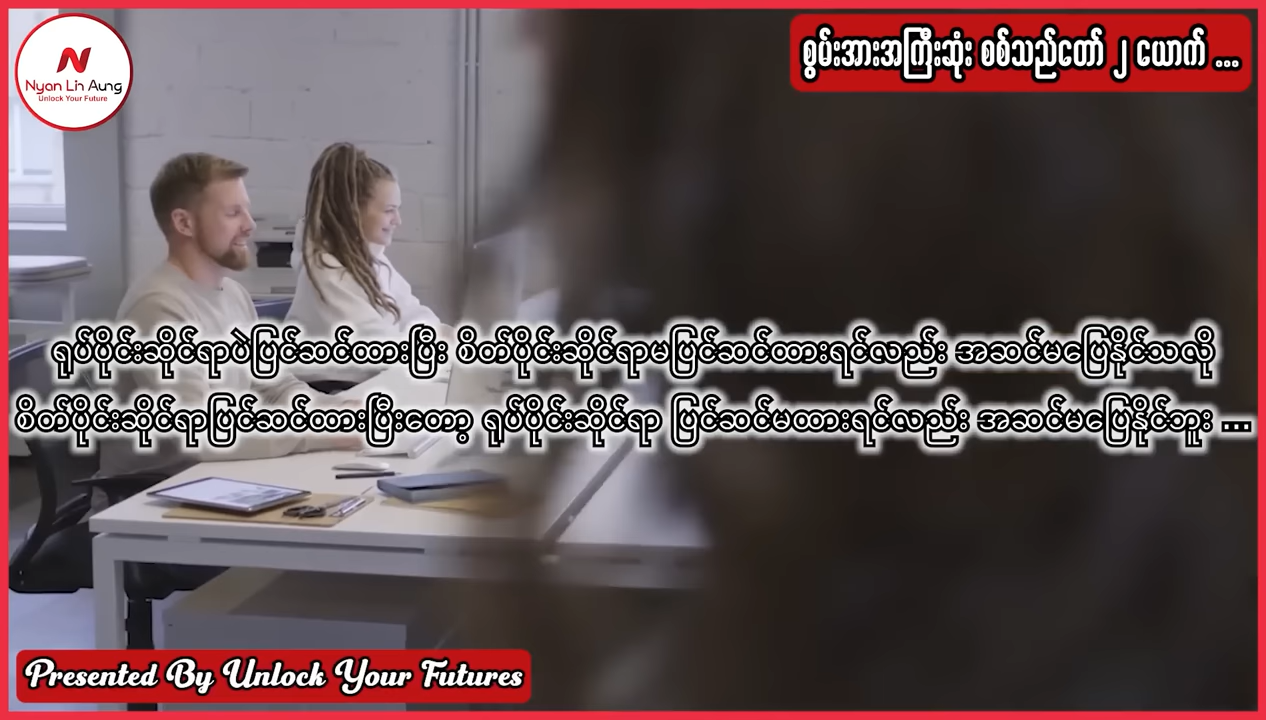 Nyan Lin Aung
Unlock Your Future
စွမ်းအားအကြီးဆုံး စစ်သည်တော် ၂ ယောက် ...
ရုပ်ပိုင်းဆိုင်ရာပဲပြင်ဆင်ထားပြီး စိတ်ပိုင်းဆိုင်ရာမပြင်ဆင်ထားရင်လည်း အဆင်မပြေနိုင်သလို
စိတ်ပိုင်းဆိုင်ရာပြင်ဆင်ထားပြီးတော့ ရုပ်ပိုင်းဆိုင်ရာ ပြင်ဆင်မထားရင်လည်း အဆင်မပြေနိုင်ဘူး ...
Presented By Unlock Your Futures